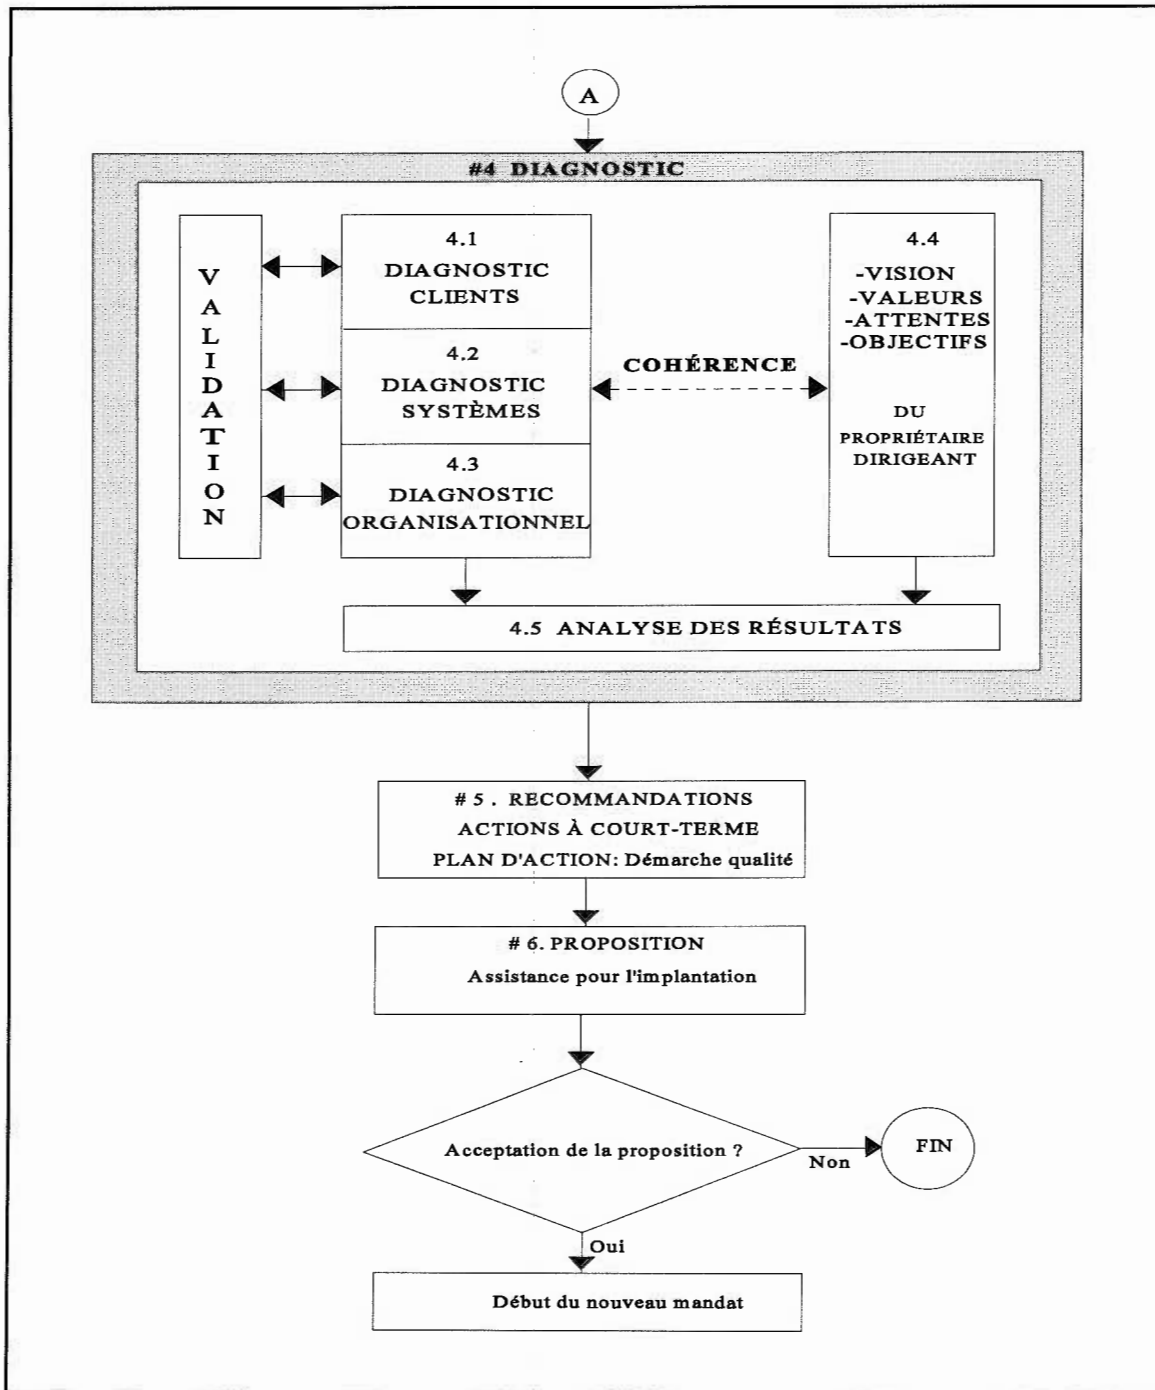 A
#4 DIAGNOSTIC
VALIDATION
4.1
DIAGNOSTIC
CLIENTS
4.2
DIAGNOSTIC
SYSTÈMES
4.3
DIAGNOSTIC
ORGANISATIONNEL
COHÉRENCE
4.4
-VISION
-VALEURS
-ATTENTES
-OBJECTIFS
DU
PROPRIÉTAIRE
DIRIGEANT
4.5 ANALYSE DES RÉSULTATS
# 5 . RECOMMANDATIONS
ACTIONS À COURT-TERME
PLAN D'ACTION: Démarche qualité
# 6. PROPOSITION
Assistance pour l'implantation
Acceptation de la proposition ?
Non
FIN
Oui
Début du nouveau mandat